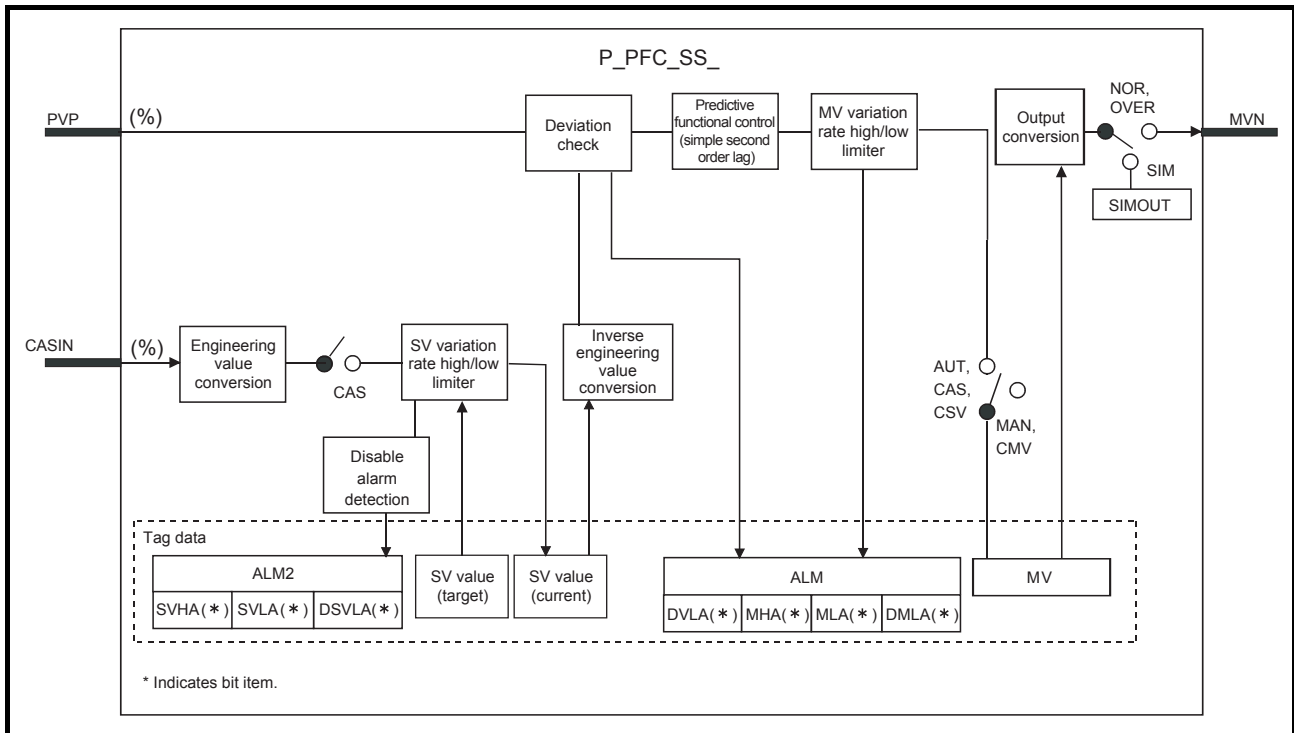 P_PFC_SS_
PVP
(%)
Deviation
check
Predictive
functional control
(simple second
order lag)
MV variation
rate high/low
limiter
Output
conversion
NOR,
OVER
MVN
SIM
SIMOUT
CASIN
(%)
Engineering
value
conversion
CAS
SV variation
rate high/low
limiter
Inverse
engineering
value
conversion
AUT,
CAS,
CSV
MAN,
CMV
Disable
alarm
detection
Tag data
ALM2
SVHA(*) SVLA(*) DSVLA(*)
SV value
(target)
SV value
(current)
ALM
DVLA(*) MHA(*) MLA(*) DMLA(*)
MV
* Indicates bit item.